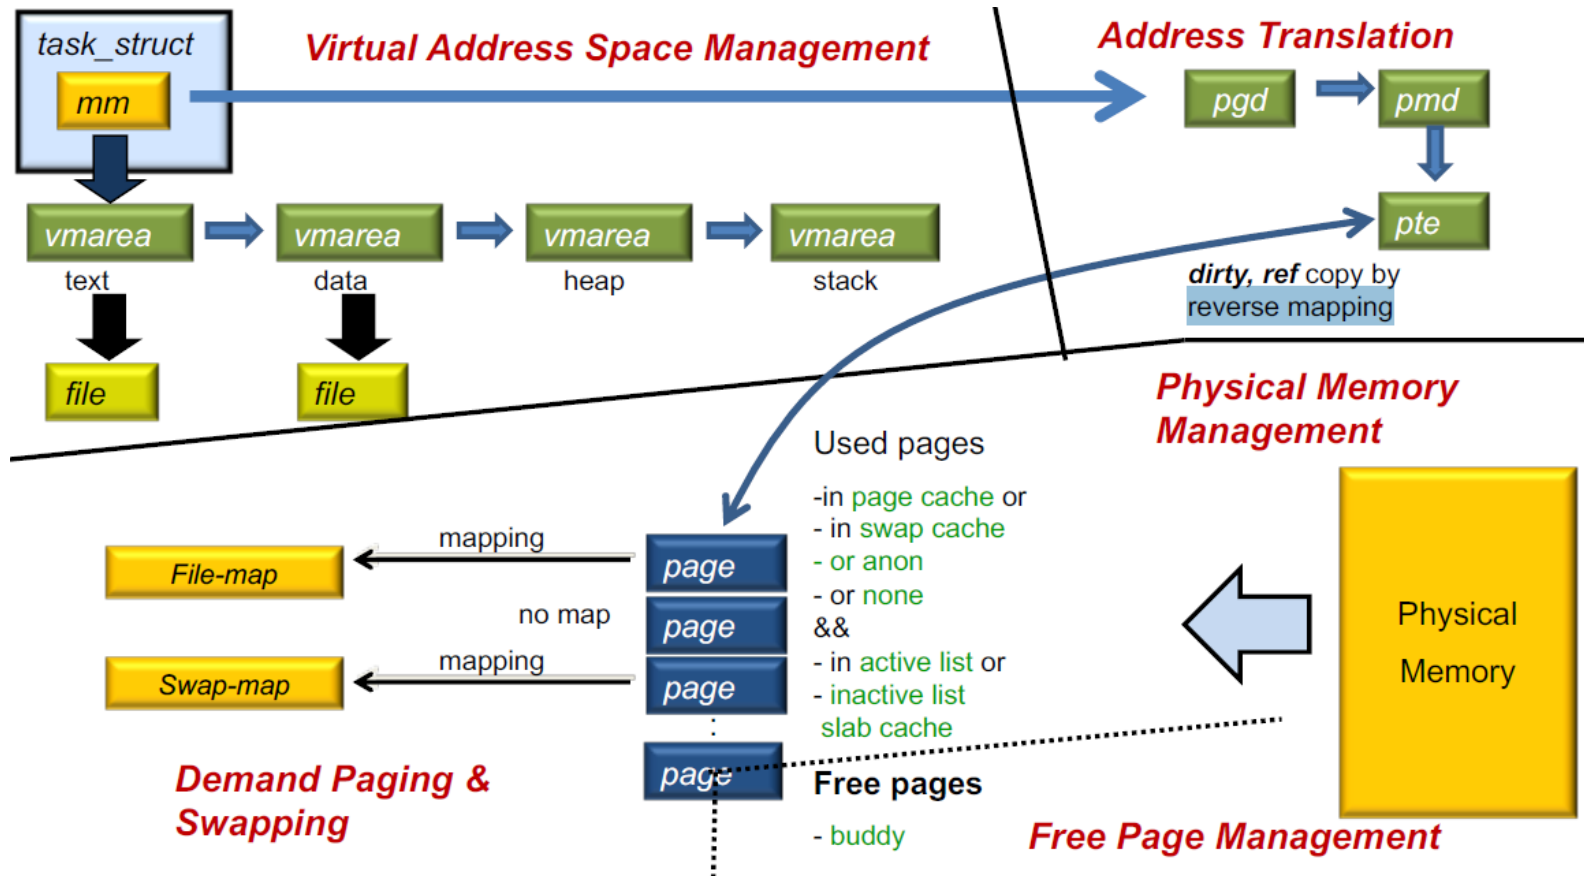 task_struct
mm
Virtual Address Space Management
Address Translation
pgd
pmd
vmarea
vmarea
vmarea
vmarea
pte
text
data
heap
stack
dirty, ref copy by
reverse mapping
file
file
Physical Memory
Management
Used pages
-in page cache or
- in swap cache
- or anon
- or none
&&
- in active list or
- inactive list
slab cache
mapping
File-map
page
no map
page
mapping
Swap-map
page
:
page
Physical
Memory
Demand Paging &
Swapping
Free pages
- buddy
Free Page Management